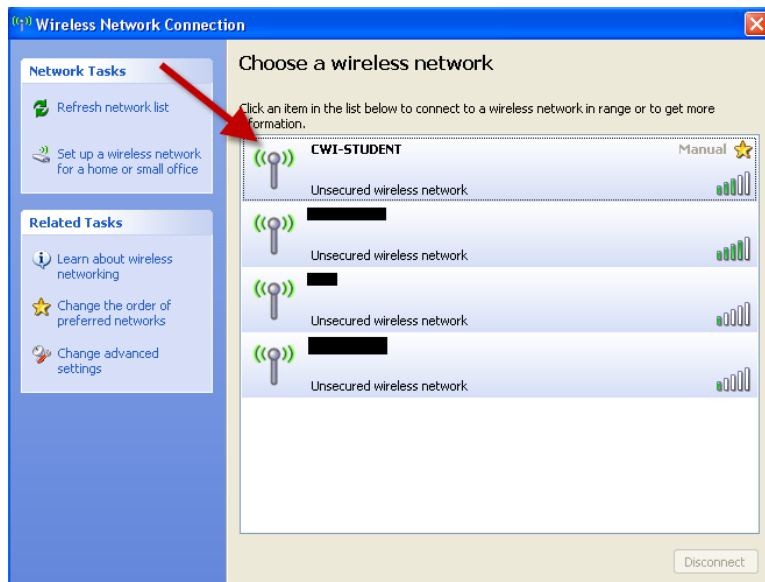 Wireless Network Connection
Network Tasks
Refresh network list
Set up a wireless network
for a home or small office
Related Tasks
Learn about wireless
networking
Change the order of
preferred networks
Change advanced
settings
Choose a wireless network
Click an item in the list below to connect to a wireless network in range or to get more
information.
CWI-STUDENT Manual
Unsecured wireless network
Unsecured wireless network
Unsecured wireless network
Unsecured wireless network
Disconnect